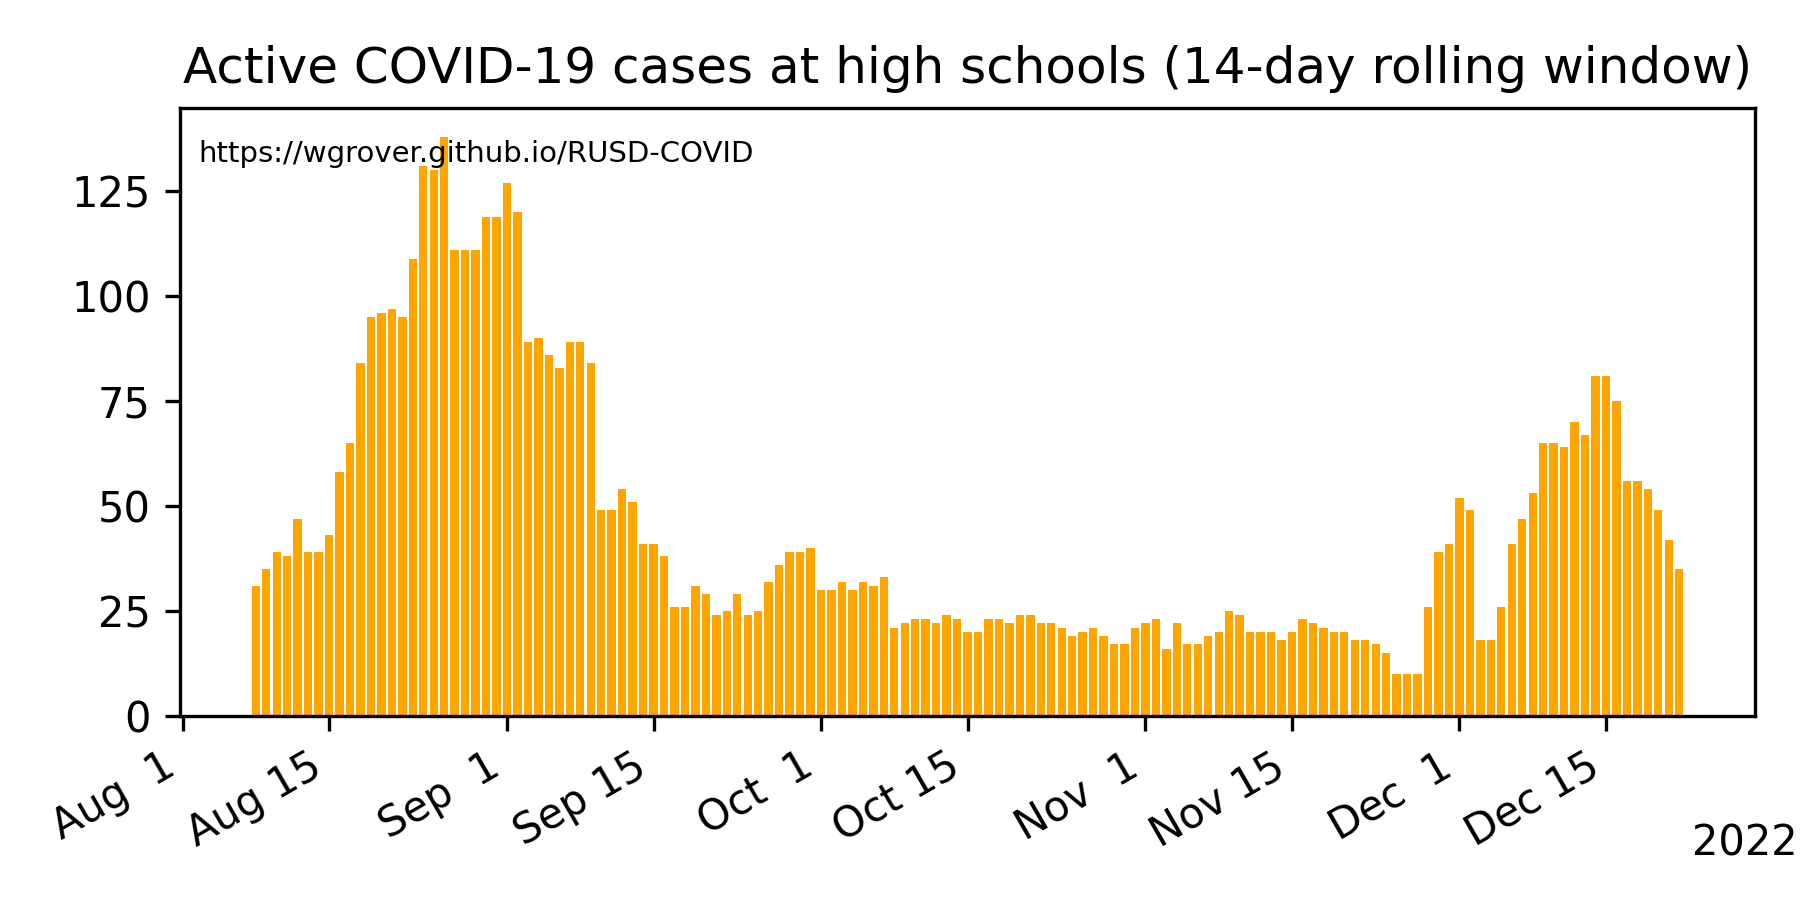 Active COVID-19 cases at high schools (14-day rolling window)
https://wgrover.github.io/RUSD-COVID
125
100
75
50
25
0
Aug 1
Aug 15
Sep 1
Sep 15
Oct 1
Oct 15
Nov 1
Nov 15
Dec 1
Dec 15
2022